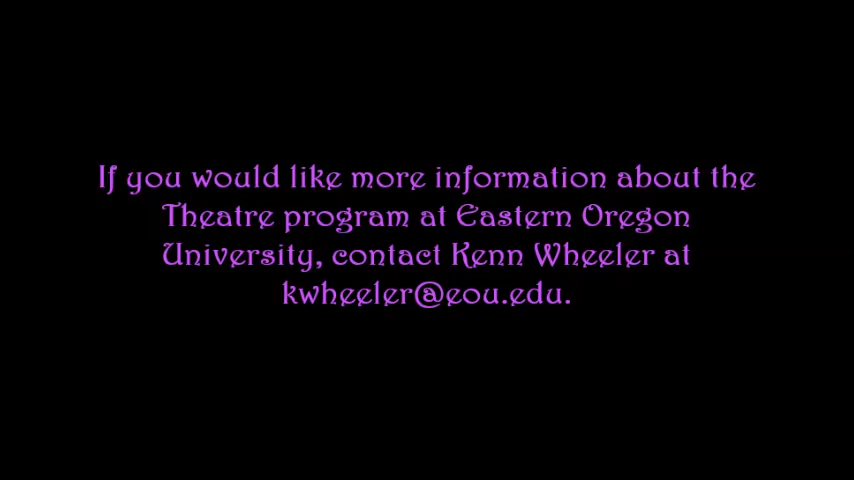 If you would like more information about the
Theatre program at Eastern Oregon
University, contact Kenn Wheeler at
kwheeler@eou.edu.